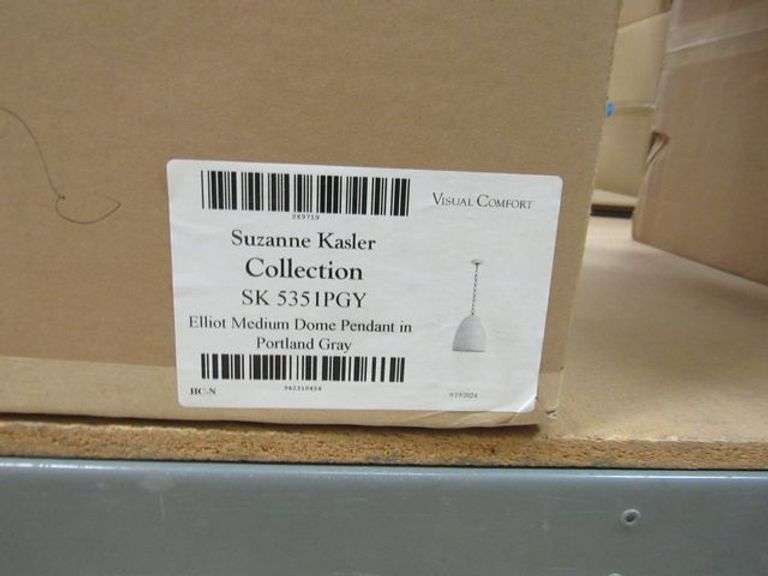 VISUAL COMFORT
Suzanne Kasler
Collection
SK 5351PGY
Elliot Medium Dome Pendant in
Portland Gray